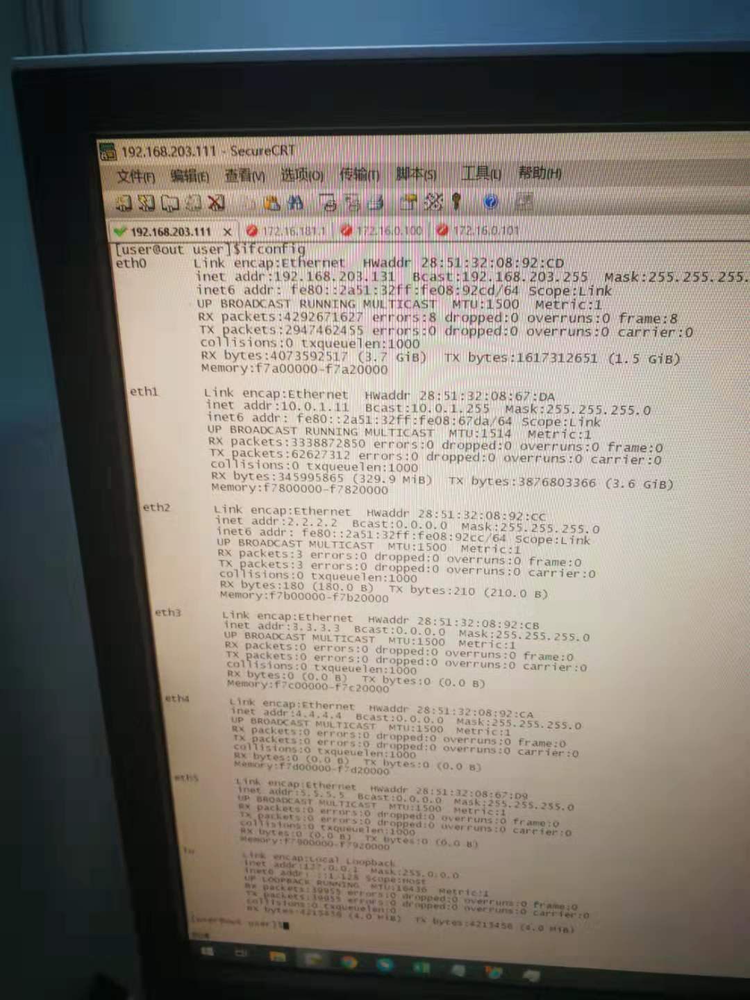 192.168.203.111 - SecureCRT
文件(F) 编辑(E) 查看(V) 选项(O) 传输(T) 脚本(S) 工具(L) 帮助(H)
192.168.203.111 × 172.16.181.1 172.16.0.100 172.16.0.101
[user@out user]$ifconfig
eth0 Link encap:Ethernet HWaddr 28:51:32:08:92:CD
inet addr:192.168.203.131 Bcast:192.168.203.255 Mask:255.255.255.
inet6 addr: fe80::2a51:32ff:fe08:92cd/64 Scope:Link
UP BROADCAST RUNNING MULTICAST MTU:1500 Metric:1
RX packets:4292671627 errors:8 dropped:0 overruns:0 frame:8
TX packets:2947462455 errors:0 dropped:0 overruns:0 carrier:0
collisions:0 txqueuelen:1000
RX bytes:4073592517 (3.7 GiB) TX bytes:1617312651 (1.5 GiB)
Memory:f7a00000-f7a20000
eth1 Link encap:Ethernet HWaddr 28:51:32:08:67:DA
inet addr:10.0.1.11 Bcast:10.0.1.255 Mask:255.255.255.0
inet6 addr: fe80::2a51:32ff:fe08:67da/64 Scope:Link
UP BROADCAST RUNNING MULTICAST MTU:1514 Metric:1
RX packets:3338872850 errors:0 dropped:0 overruns:0 frame:0
TX packets:62627312 errors:0 dropped:0 overruns:0 carrier:0
collisions:0 txqueuelen:1000
RX bytes:345995865 (329.9 MiB) TX bytes:3876803366 (3.6 GiB)
Memory:f7800000-f7820000
eth2 Link encap:Ethernet HWaddr 28:51:32:08:92:CC
inet addr:2.2.2.2 Bcast:0.0.0.0 Mask:255.255.255.0
inet6 addr: fe80::2a51:32ff:fe08:92cc/64 Scope:Link
UP BROADCAST MULTICAST MTU:1500 Metric:1
RX packets:3 errors:0 dropped:0 overruns:0 frame:0
TX packets:3 errors:0 dropped:0 overruns:0 carrier:0
collisions:0 txqueuelen:1000
RX bytes:180 (180.0 B) TX bytes:210 (210.0 B)
Memory:f7b00000-f7b20000
eth3 Link encap:Ethernet HWaddr 28:51:32:08:92:CB
inet addr:3.3.3.3 Bcast:0.0.0.0 Mask:255.255.255.0
UP BROADCAST MULTICAST MTU:1500 Metric:1
RX packets:0 errors:0 dropped:0 overruns:0 frame:0
TX packets:0 errors:0 dropped:0 overruns:0 carrier:0
collisions:0 txqueuelen:1000
RX bytes:0 (0.0 B) TX bytes:0 (0.0 B)
Memory:f7c00000-f7c20000
eth4 Link encap:Ethernet HWaddr 28:51:32:08:92:CA
inet addr:4.4.4.4 Bcast:0.0.0.0 Mask:255.255.255.0
UP BROADCAST MULTICAST MTU:1500 Metric:1
RX packets:0 errors:0 dropped:0 overruns:0 frame:0
TX packets:0 errors:0 dropped:0 overruns:0 carrier:0
collisions:0 txqueuelen:1000
RX bytes:0 (0.0 B) TX bytes:0 (0.0 B)
Memory:f7d00000-f7d20000
eth5 Link encap:Ethernet HWaddr 28:51:32:08:67:D9
inet addr:5.5.5.5 Bcast:0.0.0.0 Mask:255.255.255.0
UP BROADCAST MULTICAST MTU:1500 Metric:1
RX packets:0 errors:0 dropped:0 overruns:0 frame:0
TX packets:0 errors:0 dropped:0 overruns:0 carrier:0
collisions:0 txqueuelen:1000
RX bytes:0 (0.0 B) TX bytes:0 (0.0 B)
Memory:f7900000-f7920000
lo Link encap:Local Loopback
inet addr:127.0.0.1 Mask:255.0.0.0
inet6 addr: ::1/128 Scope:Host
UP LOOPBACK RUNNING MTU:16436 Metric:1
RX packets:39955 errors:0 dropped:0 overruns:0 frame:0
TX packets:39955 errors:0 dropped:0 overruns:0 carrier:0
collisions:0 txqueuelen:0
RX bytes:4213458 (4.0 MiB) TX bytes:4213458 (4.0 MiB)
[user@out user]$